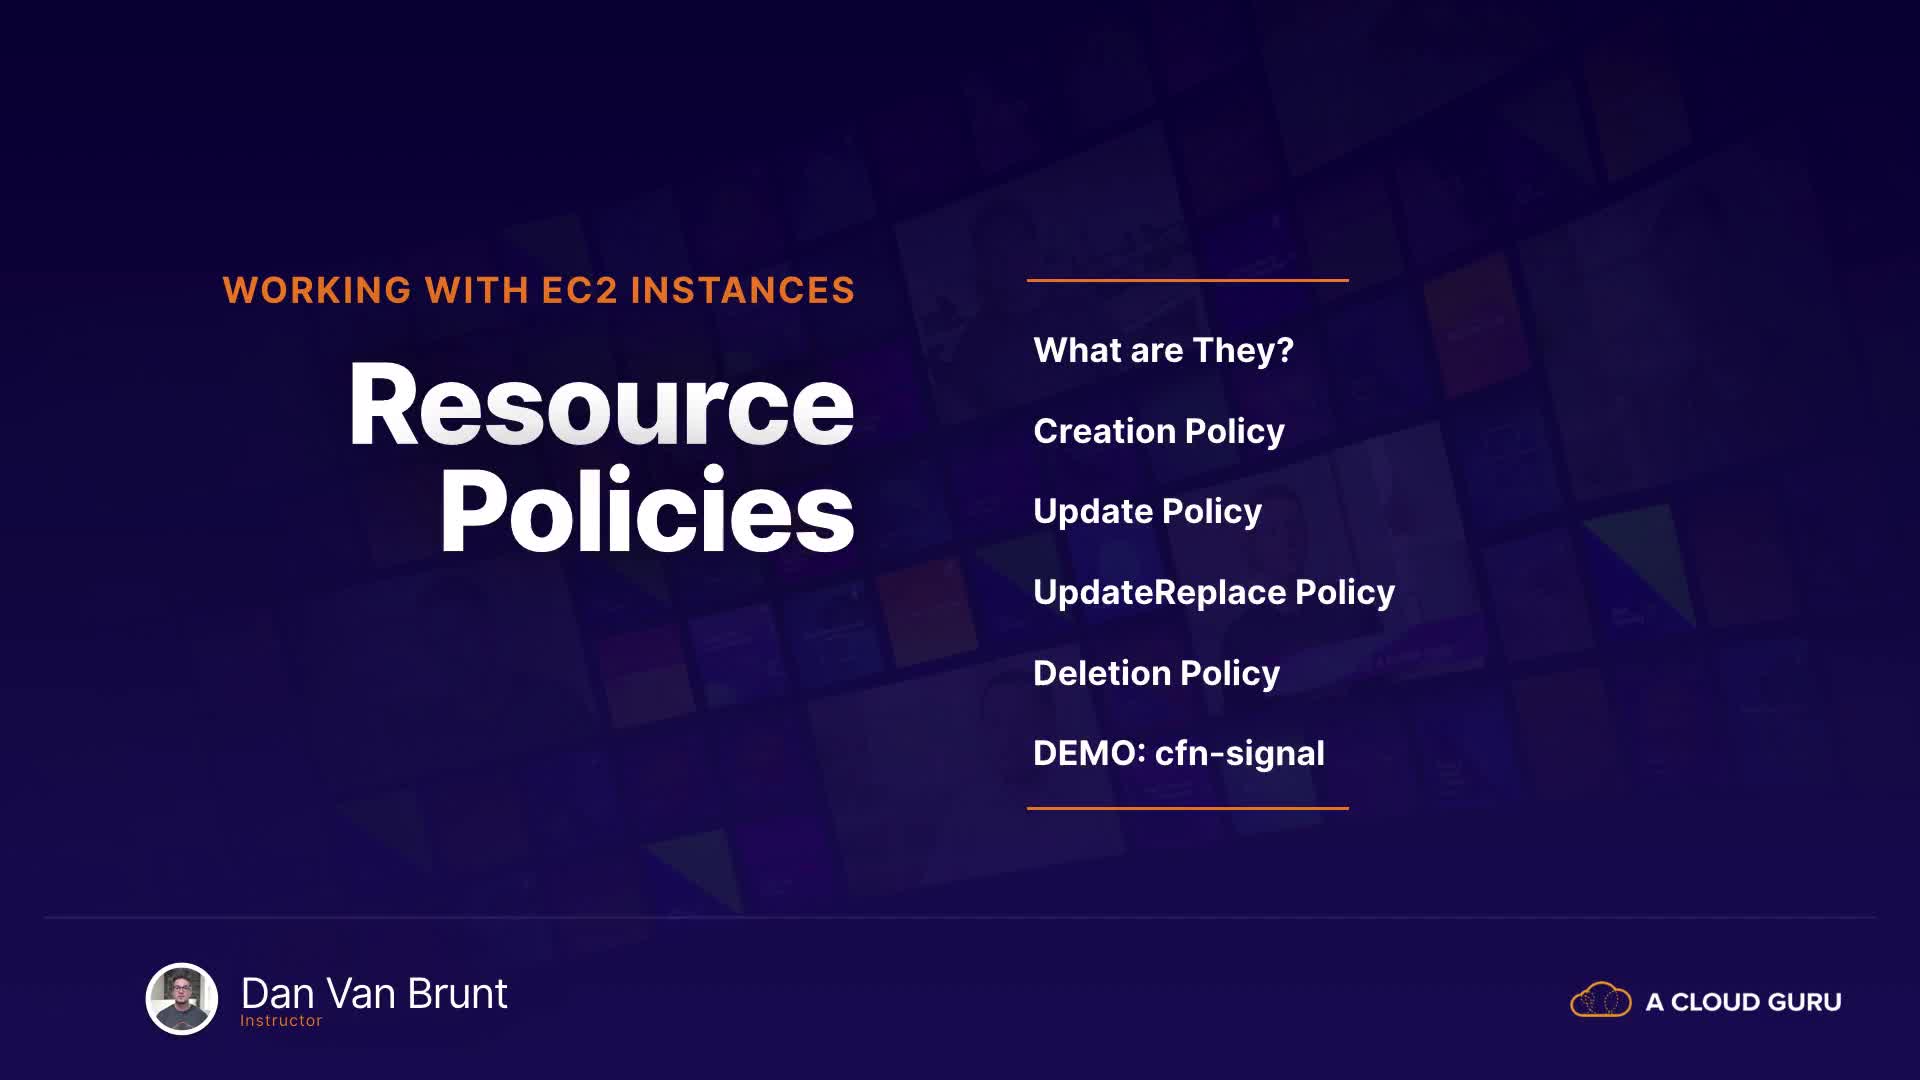 WORKING WITH EC2 INSTANCES
Resource
Policies
What are They?
Creation Policy
Update Policy
UpdateReplace Policy
Deletion Policy
DEMO: cfn-signal
Dan Van Brunt
Instructor
A CLOUD GURU